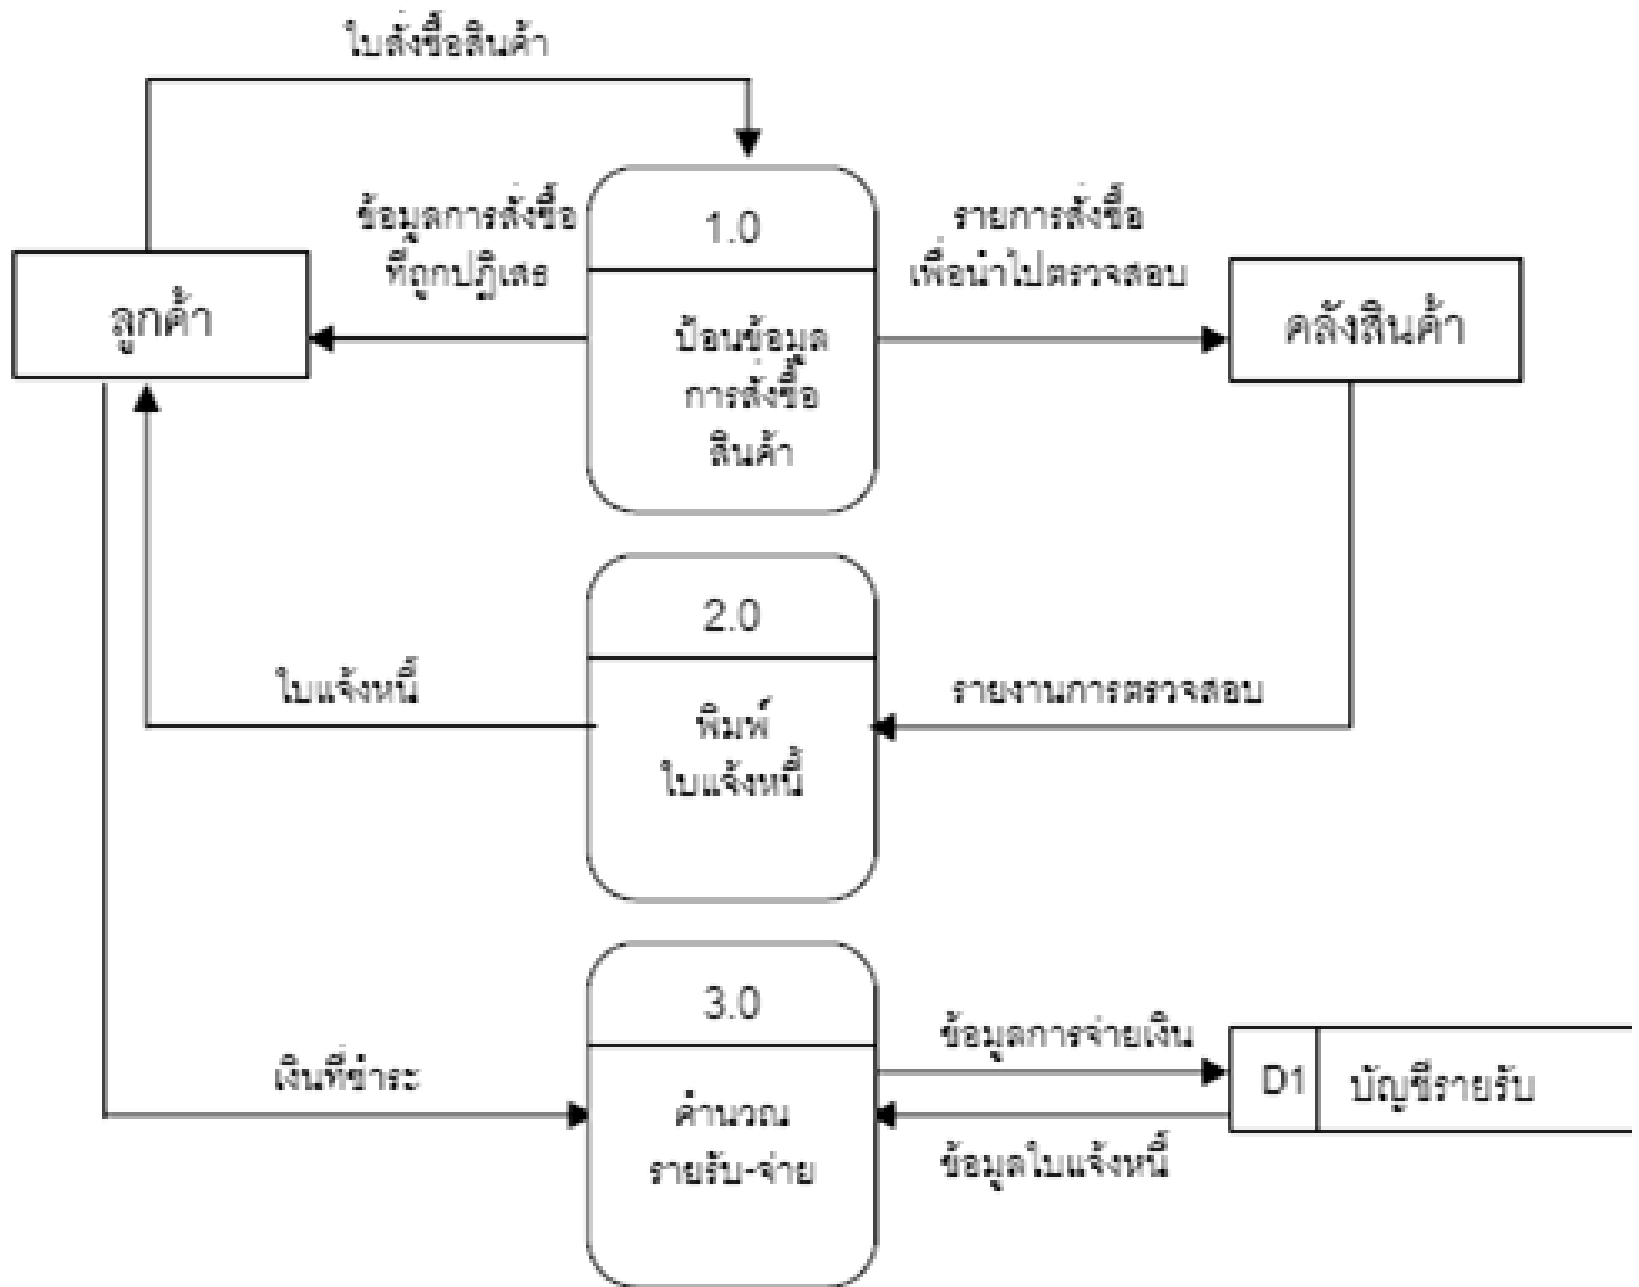 ใบสั่งซื้อสินค้า
ข้อมูลการสั่งซื้อ
ที่ถูกปฏิเสธ
1.0
รายการสั่งซื้อ
เพื่อนำไปตรวจสอบ
ลูกค้า
ป้อนข้อมูล
การสั่งซื้อ
สินค้า
คลังสินค้า
2.0
ใบแจ้งหนี้
พิมพ์
ใบแจ้งหนี้
รายงานการตรวจสอบ
3.0
เงินที่ชำระ
คำนวณ
รายรับ-จ่าย
ข้อมูลการจ่ายเงิน
D1
บัญชีรายรับ
ข้อมูลใบแจ้งหนี้